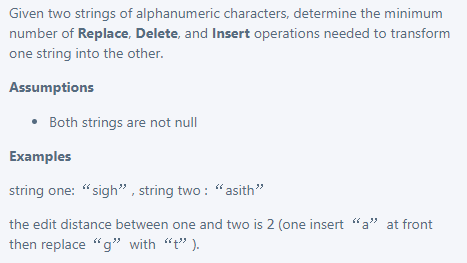 Given two strings of alphanumeric characters, determine the minimum
number of Replace, Delete, and Insert operations needed to transform
one string into the other.
Assumptions
• Both strings are not null
Examples
string one: “sigh” , string two : “asith”
the edit distance between one and two is 2 (one insert “a” at front
then replace “g” with “t” ).